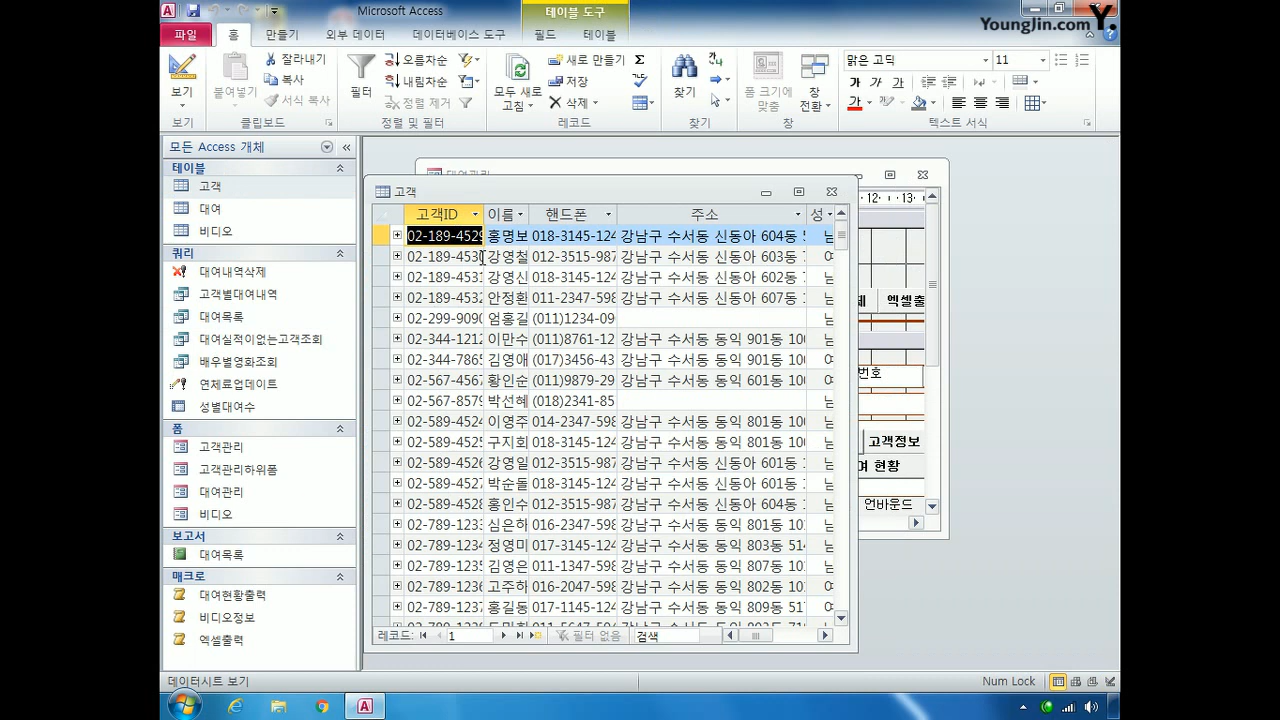 Microsoft Access
테이블 도구
Younglin.com
Y.
파일 홈 만들기 외부 데이터 데이터베이스 도구 필드 테이블
보기
붙여넣기
잘라내기
복사
서식 복사
필터
오름차순
내림차순
정렬 제거
모두 새로 고침
새로 만들기
저장
삭제
찾기
폼 크기에 맞춤
창 전환
맑은 고딕 11
가 가 가
가
보기 클립보드 정렬 및 필터 레코드 찾기 창 텍스트 서식
모든 Access 개체
테이블
고객
대여
비디오
쿼리
대여내역삭제
고객별대여내역
대여목록
대여실적이없는고객조회
배우별영화조회
연체료업데이트
성별대여수
폼
고객관리
고객관리하위폼
대여관리
비디오
보고서
대여목록
매크로
대여현황출력
비디오정보
엑셀출력
고객
고객ID 이름 핸드폰 주소 성
02-189-4529 홍명보 018-3145-124 강남구 수서동 신동아 604동
02-189-4530 강영철 012-3515-987 강남구 수서동 신동아 603동
02-189-4531 강영신 018-3145-124 강남구 수서동 신동아 602동
02-189-4532 안정환 011-2347-598 강남구 수서동 신동아 607동
02-299-9090 엄홍길 (011)1234-09
02-344-1212 이만수 (011)8761-12 강남구 수서동 동익 901동 100
02-344-7865 김영애 (017)3456-43 강남구 수서동 동익 901동 100
02-567-4567 황인순 (011)9879-29 강남구 수서동 동익 601동 100
02-567-8579 박선혜 (018)2341-85
02-589-4524 이영주 014-2347-598 강남구 수서동 동익 801동 100
02-589-4525 구지회 018-3145-124 강남구 수서동 동익 801동 100
02-589-4526 강영일 012-3515-987 강남구 수서동 신동아 601동
02-589-4527 박순돌 018-3145-124 강남구 수서동 신동아 601동
02-589-4528 홍인수 012-3515-987 강남구 수서동 신동아 604동
02-789-1233 심은하 016-2347-598 강남구 수서동 동익 801동 101
02-789-1234 정영미 017-3145-124 강남구 수서동 동익 803동 514
02-789-1235 김영은 011-1347-598 강남구 수서동 동익 807동 101
02-789-1236 고주하 016-2047-598 강남구 수서동 동익 802동 101
02-789-1237 홍길동 017-1145-124 강남구 수서동 동익 809동 517
레코드: 1 필터 없음 검색
12 13
엑셀출
번호
고객정보
현황
언바운드
데이터시트 보기
Num Lock